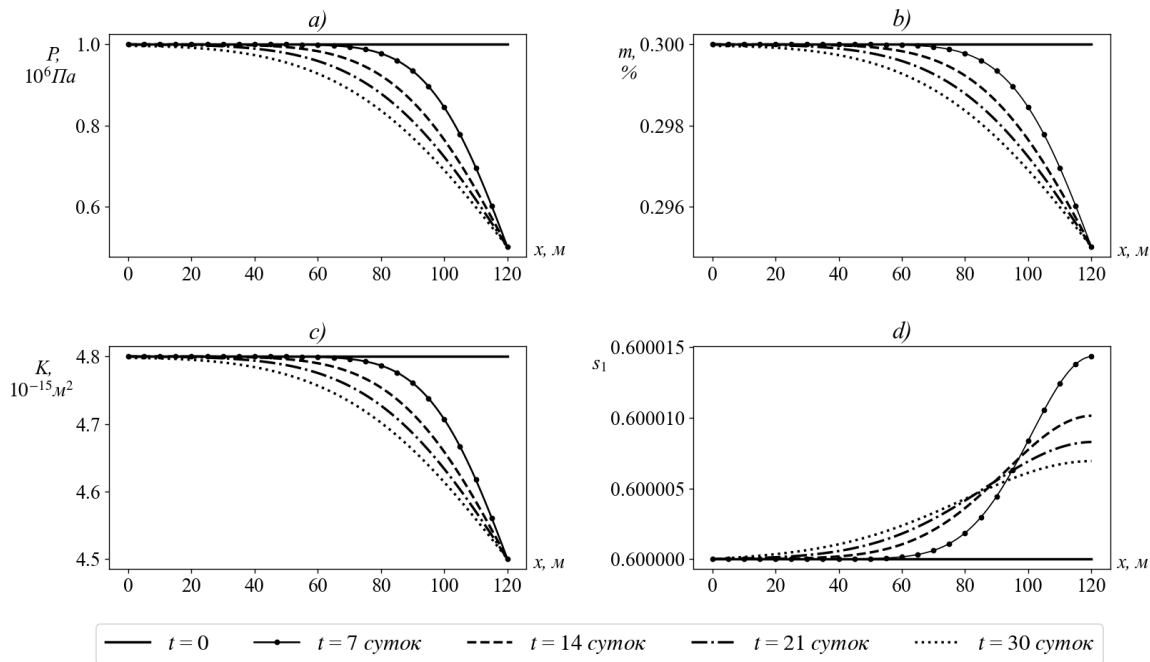 a)
P,
10⁶Па
1.0
0.8
0.6
x, м
0 20 40 60 80 100 120
b)
m,
%
0.300
0.298
0.296
x, м
0 20 40 60 80 100 120
c)
K,
10⁻¹⁵м²
4.8
4.7
4.6
4.5
x, м
0 20 40 60 80 100 120
d)
s₁
0.600015
0.600010
0.600005
0.600000
x, м
0 20 40 60 80 100 120
t = 0 t = 7 суток t = 14 суток t = 21 суток t = 30 суток